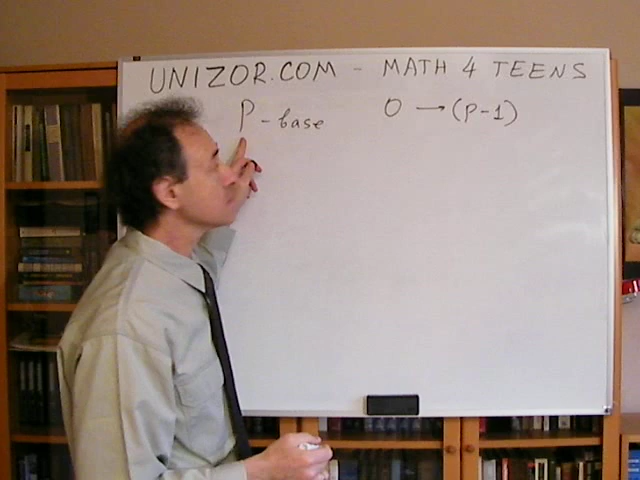 UNIZOR.COM - MATH 4 TEENS
P - base 0 → (P-1)